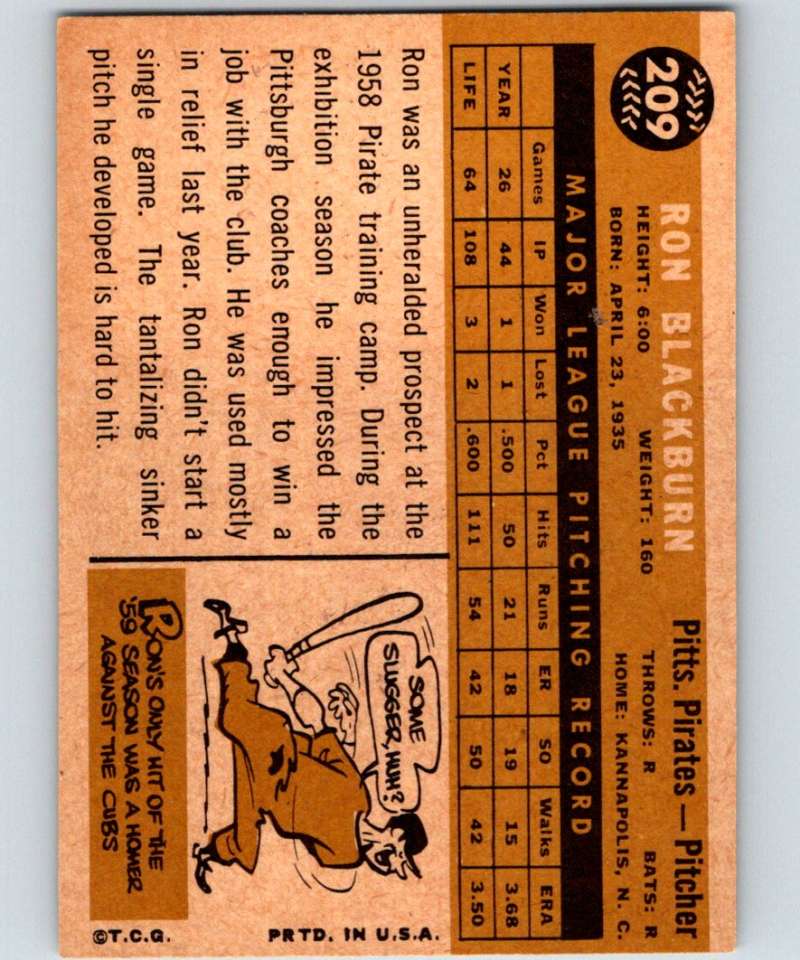 209
RON BLACKBURN
Pitts. Pirates — Pitcher
HEIGHT: 6:00 WEIGHT: 160 THROWS: R BATS: R
BORN: APRIL 23, 1935 HOME: KANNAPOLIS, N. C.
MAJOR LEAGUE PITCHING RECORD
Games IP Won Lost Pct Hits Runs ER SO Walks ERA
YEAR 26 44 1 1 .500 50 21 18 19 15 3.68
LIFE 64 108 3 2 .600 111 54 42 50 42 3.50
Ron was an unheralded prospect at the
1958 Pirate training camp. During the
exhibition season he impressed the
Pittsburgh coaches enough to win a
job with the club. He was used mostly
in relief last year. Ron didn't start a
single game. The tantalizing sinker
pitch he developed is hard to hit.
SOME
SLUGGER, HUH?
RON'S ONLY HIT OF THE
'59 SEASON WAS A HOMER
AGAINST THE CUBS
©T.C.G. PRTD. IN U.S.A.